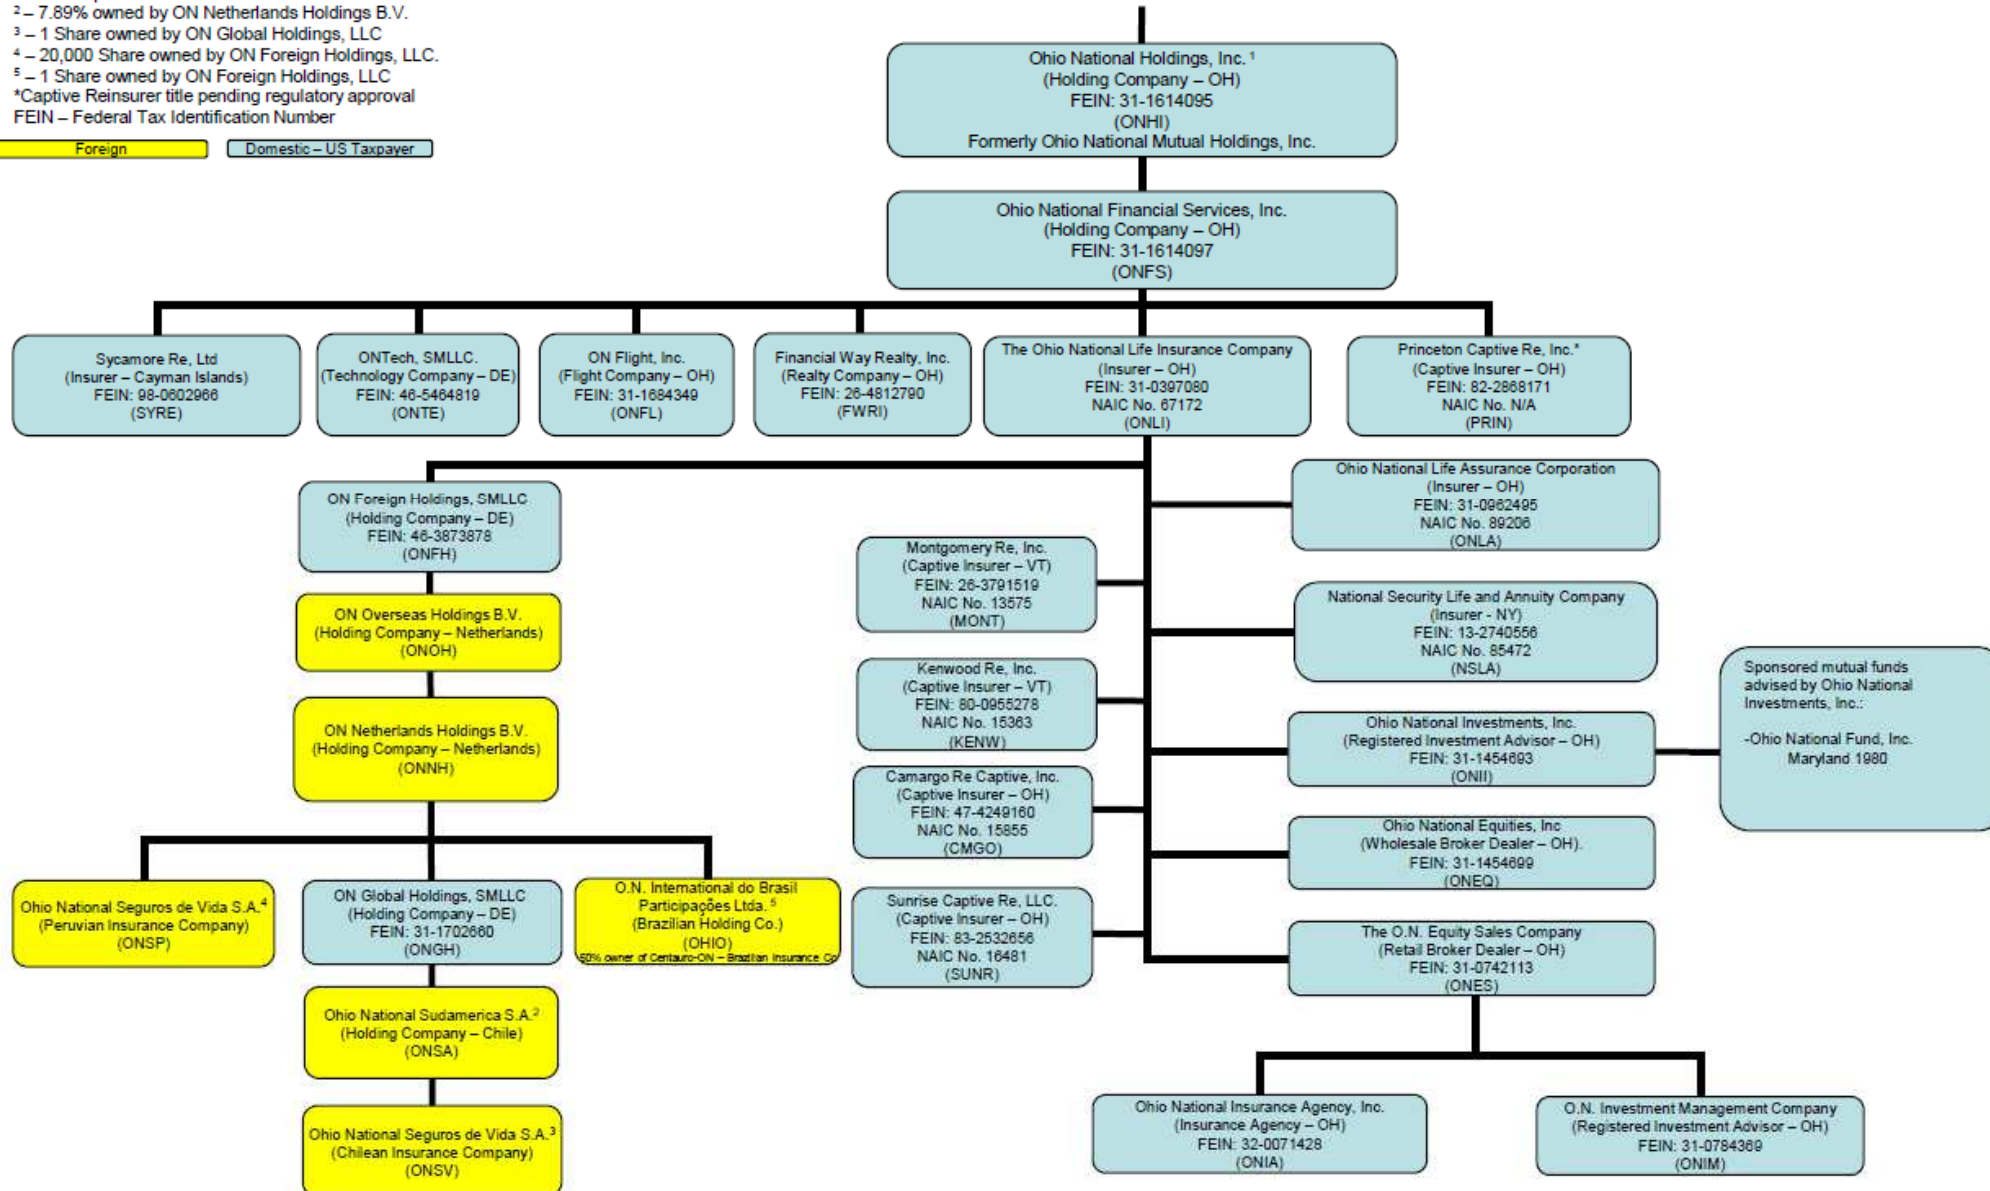 ² – 7.89% owned by ON Netherlands Holdings B.V.
³ – 1 Share owned by ON Global Holdings, LLC
⁴ – 20,000 Share owned by ON Foreign Holdings, LLC.
⁵ – 1 Share owned by ON Foreign Holdings, LLC
*Captive Reinsurer title pending regulatory approval
FEIN – Federal Tax Identification Number
Foreign
Domestic – US Taxpayer
Ohio National Holdings, Inc. ¹
(Holding Company – OH)
FEIN: 31-1614095
(ONHI)
Formerly Ohio National Mutual Holdings, Inc.
Ohio National Financial Services, Inc.
(Holding Company – OH)
FEIN: 31-1614097
(ONFS)
Sycamore Re, Ltd
(Insurer – Cayman Islands)
FEIN: 98-0602966
(SYRE)
ONTech, SMLLC.
(Technology Company – DE)
FEIN: 46-5464819
(ONTE)
ON Flight, Inc.
(Flight Company – OH)
FEIN: 31-1684349
(ONFL)
Financial Way Realty, Inc.
(Realty Company – OH)
FEIN: 26-4812790
(FWRI)
The Ohio National Life Insurance Company
(Insurer – OH)
FEIN: 31-0397080
NAIC No. 67172
(ONLI)
Princeton Captive Re, Inc.*
(Captive Insurer – OH)
FEIN: 82-2868171
NAIC No. N/A
(PRIN)
ON Foreign Holdings, SMLLC
(Holding Company – DE)
FEIN: 46-3873878
(ONFH)
ON Overseas Holdings B.V.
(Holding Company – Netherlands)
(ONOH)
ON Netherlands Holdings B.V.
(Holding Company – Netherlands)
(ONNH)
Ohio National Seguros de Vida S.A.⁴
(Peruvian Insurance Company)
(ONSP)
ON Global Holdings, SMLLC
(Holding Company – DE)
FEIN: 31-1702660
(ONGH)
O.N. International do Brasil
Participações Ltda. ⁵
(Brazilian Holding Co.)
(OHIO)
50% owner of Centauro-ON – Brazilian Insurance Co
Ohio National Sudamerica S.A.²
(Holding Company – Chile)
(ONSA)
Ohio National Seguros de Vida S.A.³
(Chilean Insurance Company)
(ONSV)
Montgomery Re, Inc.
(Captive Insurer – VT)
FEIN: 26-3791519
NAIC No. 13575
(MONT)
Kenwood Re, Inc.
(Captive Insurer – VT)
FEIN: 80-0955278
NAIC No. 15363
(KENW)
Camargo Re Captive, Inc.
(Captive Insurer – OH)
FEIN: 47-4249160
NAIC No. 15855
(CMGO)
Sunrise Captive Re, LLC.
(Captive Insurer – OH)
FEIN: 83-2532656
NAIC No. 16481
(SUNR)
Ohio National Life Assurance Corporation
(Insurer – OH)
FEIN: 31-0962495
NAIC No. 89206
(ONLA)
National Security Life and Annuity Company
(Insurer - NY)
FEIN: 13-2740556
NAIC No. 85472
(NSLA)
Ohio National Investments, Inc.
(Registered Investment Advisor – OH)
FEIN: 31-1454693
(ONII)
Sponsored mutual funds
advised by Ohio National
Investments, Inc.:
-Ohio National Fund, Inc.
Maryland 1980
Ohio National Equities, Inc
(Wholesale Broker Dealer – OH).
FEIN: 31-1454699
(ONEQ)
The O.N. Equity Sales Company
(Retail Broker Dealer – OH)
FEIN: 31-0742113
(ONES)
Ohio National Insurance Agency, Inc.
(Insurance Agency – OH)
FEIN: 32-0071428
(ONIA)
O.N. Investment Management Company
(Registered Investment Advisor – OH)
FEIN: 31-0784369
(ONIM)